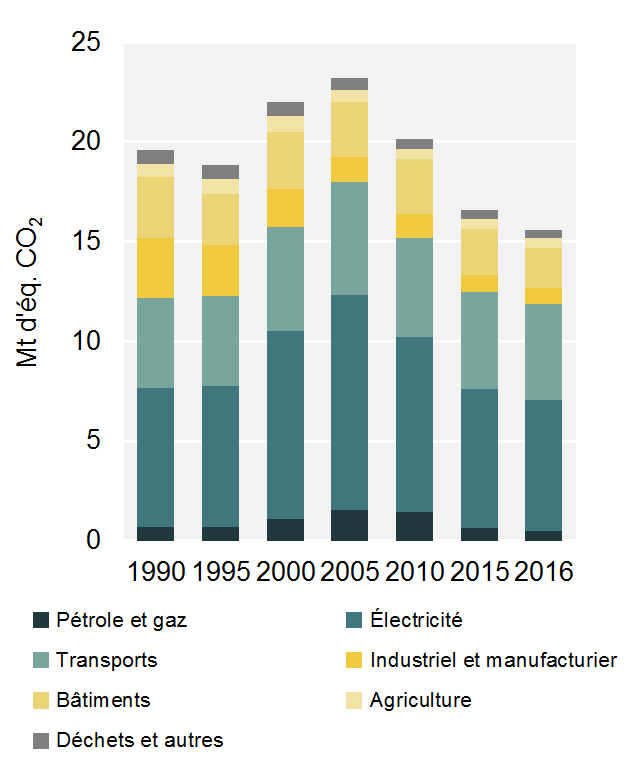 25
20
15
10
5
0
Mt d'éq. CO2
1990 1995 2000 2005 2010 2015 2016
Pétrole et gaz
Électricité
Transports
Industriel et manufacturier
Bâtiments
Agriculture
Déchets et autres